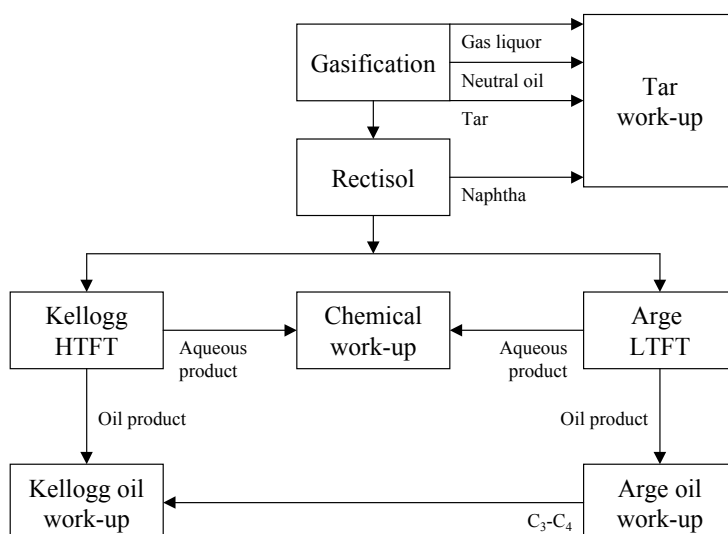 Gasification
Gas liquor
Neutral oil
Tar
Tar
work-up
Rectisol
Naphtha
Kellogg
HTFT
Aqueous
product
Chemical
work-up
Aqueous
product
Arge
LTFT
Oil product
Oil product
Kellogg oil
work-up
C₃-C₄
Arge oil
work-up